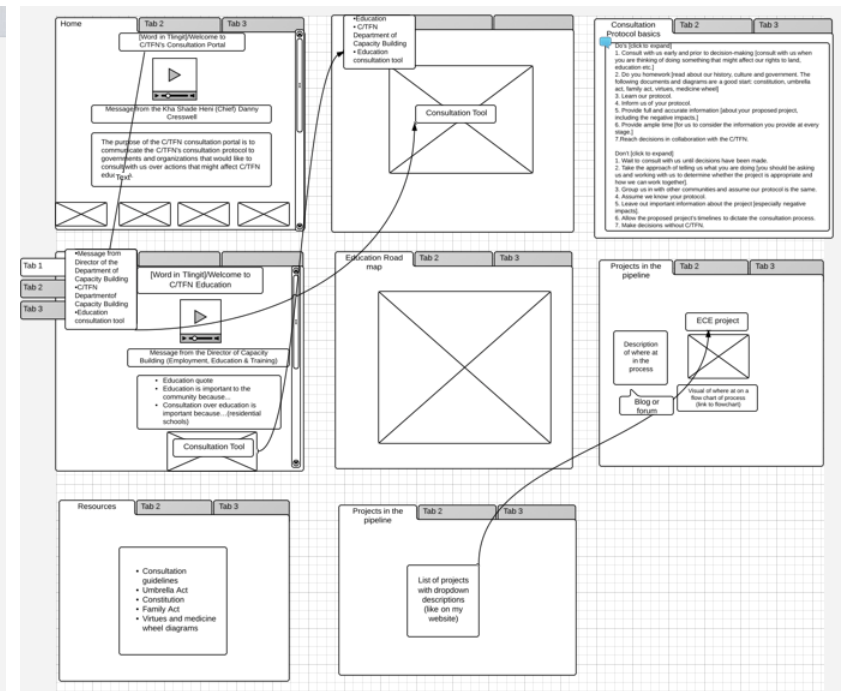 Home
Tab 2
Tab 3
[Word in Tlingit]/Welcome to
C/TFN's Consultation Portal
Message from the Kha Shade Heni (Chief) Danny
Cresswell
The purpose of the C/TFN consultation portal is to
communicate the C/TFN's consultation protocol to
governments and organizations that would like to
consult with us over actions that might affect C/TFN
Text
•Education
• C/TFN
Department of
Capacity Building
• Education
consultation tool
Consultation Tool
Consultation
Protocol basics
Tab 2
Tab 3
Do's [click to expand]
1. Consult with us early and prior to decision-making [consult with us when
you are thinking of doing something that might affect our rights to land,
education etc.]
2. Do you homework [read about our history, culture and government. The
following documents and diagrams are a good start: constitution, umbrella
act, family act, virtues, medicine wheel]
3. Learn our protocol.
4. Inform us of your protocol.
5. Provide full and accurate information [about your proposed project,
including the negative impacts.]
6. Provide ample time [for us to consider the information you provide at every
stage.]
7.Reach decisions in collaboration with the C/TFN.
Don't [click to expand]
1. Wait to consult with us until decisions have been made.
2. Take the approach of telling us what you are doing [you should be asking
us and working with us to determine whether the project is appropriate and
how we can work together].
3. Group us in with other communities and assume our protocol is the same.
4. Assume we know your protocol.
5. Leave out important information about the project [especially negative
impacts].
6. Allow the proposed project's timelines to dictate the consultation process.
7. Make decisions without C/TFN.
Tab 1
Tab 2
Tab 3
•Message from
Director of the
Department of
Capacity Building
•C/TFN
Departmentof
Capacity Building
•Education
consultation tool
Tab 3
[Word in Tlingit]/Welcome to
C/TFN Education
Message from the Director of Capacity
Building (Employment, Education & Training)
• Education quote
• Education is important to the
community because...
• Consultation over education is
important because...(residential
schools)
Consultation Tool
Education Road
map
Tab 2
Tab 3
Projects in the
pipeline
Tab 2
Tab 3
ECE project
Description
of where at
in the
process
Blog or
forum
Visual of where at on a
flow chart of process
(link to flowchart)
Resources
Tab 2
Tab 3
• Consultation
guidelines
• Umbrella Act
• Constitution
• Family Act
• Virtues and medicine
wheel diagrams
Projects in the
pipeline
Tab 2
Tab 3
List of projects
with dropdown
descriptions
(like on my
website)